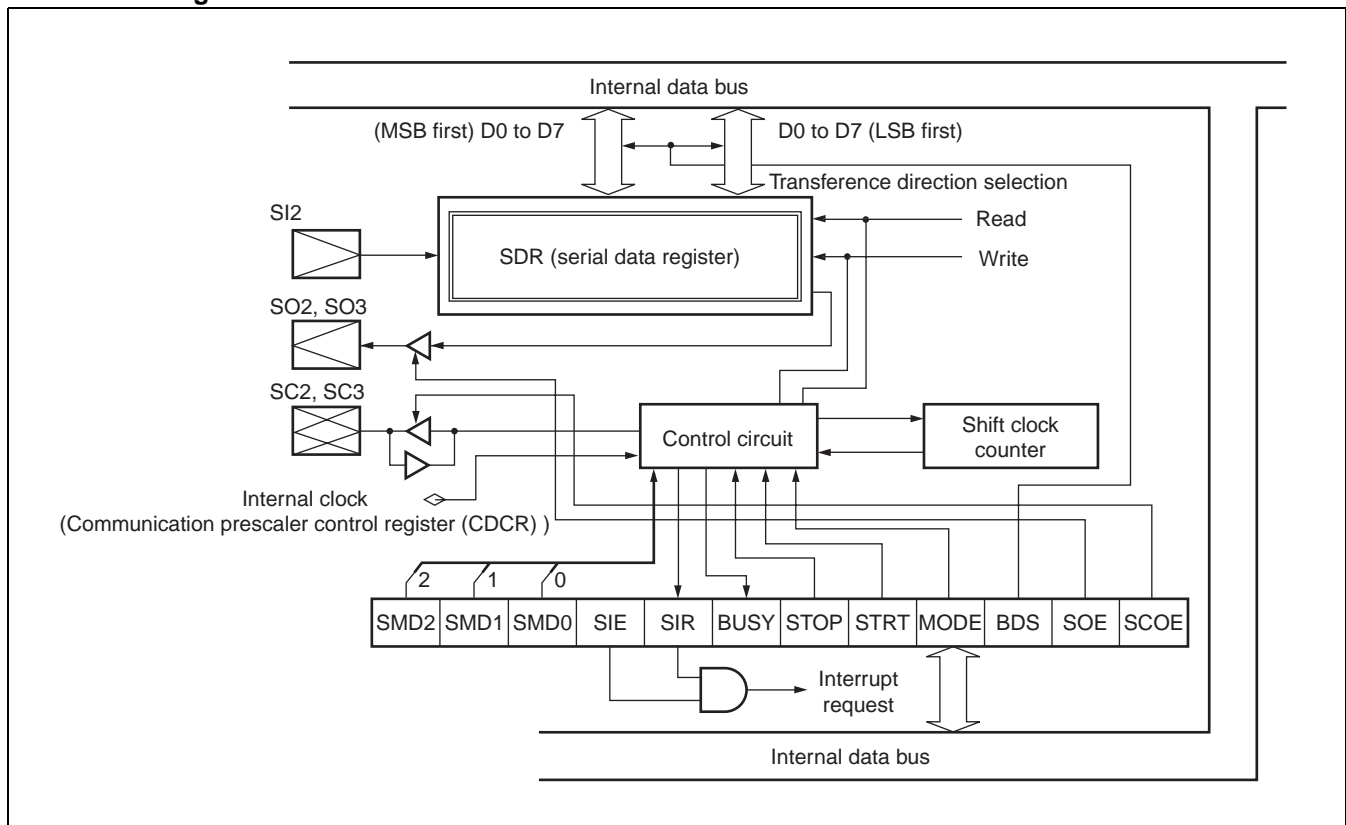 Internal data bus
(MSB first) D0 to D7
D0 to D7 (LSB first)
Transference direction selection
SI2
Read
SDR (serial data register)
Write
SO2, SO3
SC2, SC3
Control circuit
Shift clock
counter
Internal clock
(Communication prescaler control register (CDCR) )
2
1
0
SMD2 SMD1 SMD0 SIE SIR BUSY STOP STRT MODE BDS SOE SCOE
Interrupt
request
Internal data bus